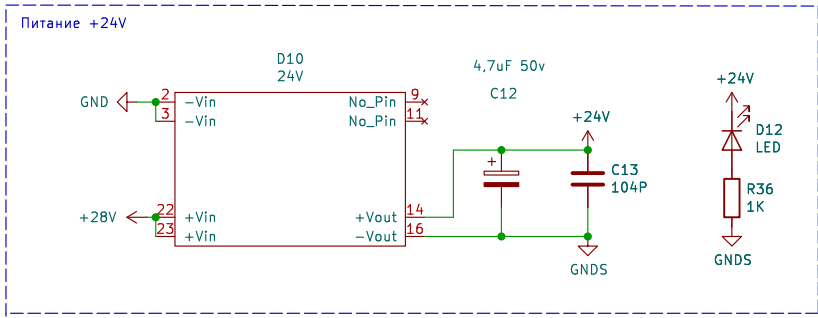 Питание +24V
D10
24V
4,7uF 50v
C12
GND
2
-Vin
3
-Vin
No_Pin
9
No_Pin
11
+28V
22
+Vin
23
+Vin
+Vout
14
-Vout
16
+
+24V
C13
104P
GNDS
+24V
D12
LED
R36
1K
GNDS